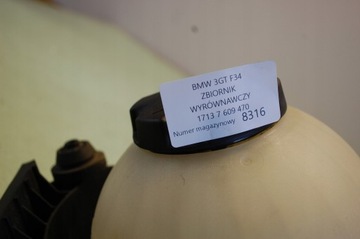 BMW 3GT F34
ZBIORNIK
WYRÓWNAWCZY
1713 7 609 470
Numer magazynowy 8316